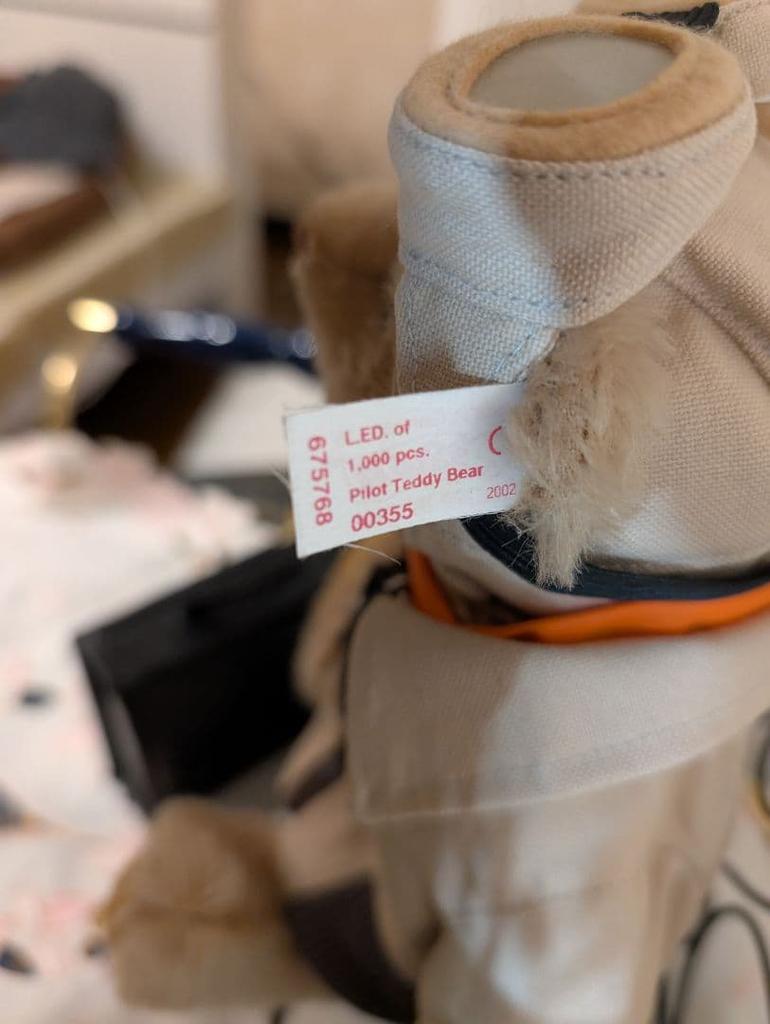 675768
L.ED. of
1,000 pcs.
Pilot Teddy Bear
00355
2002